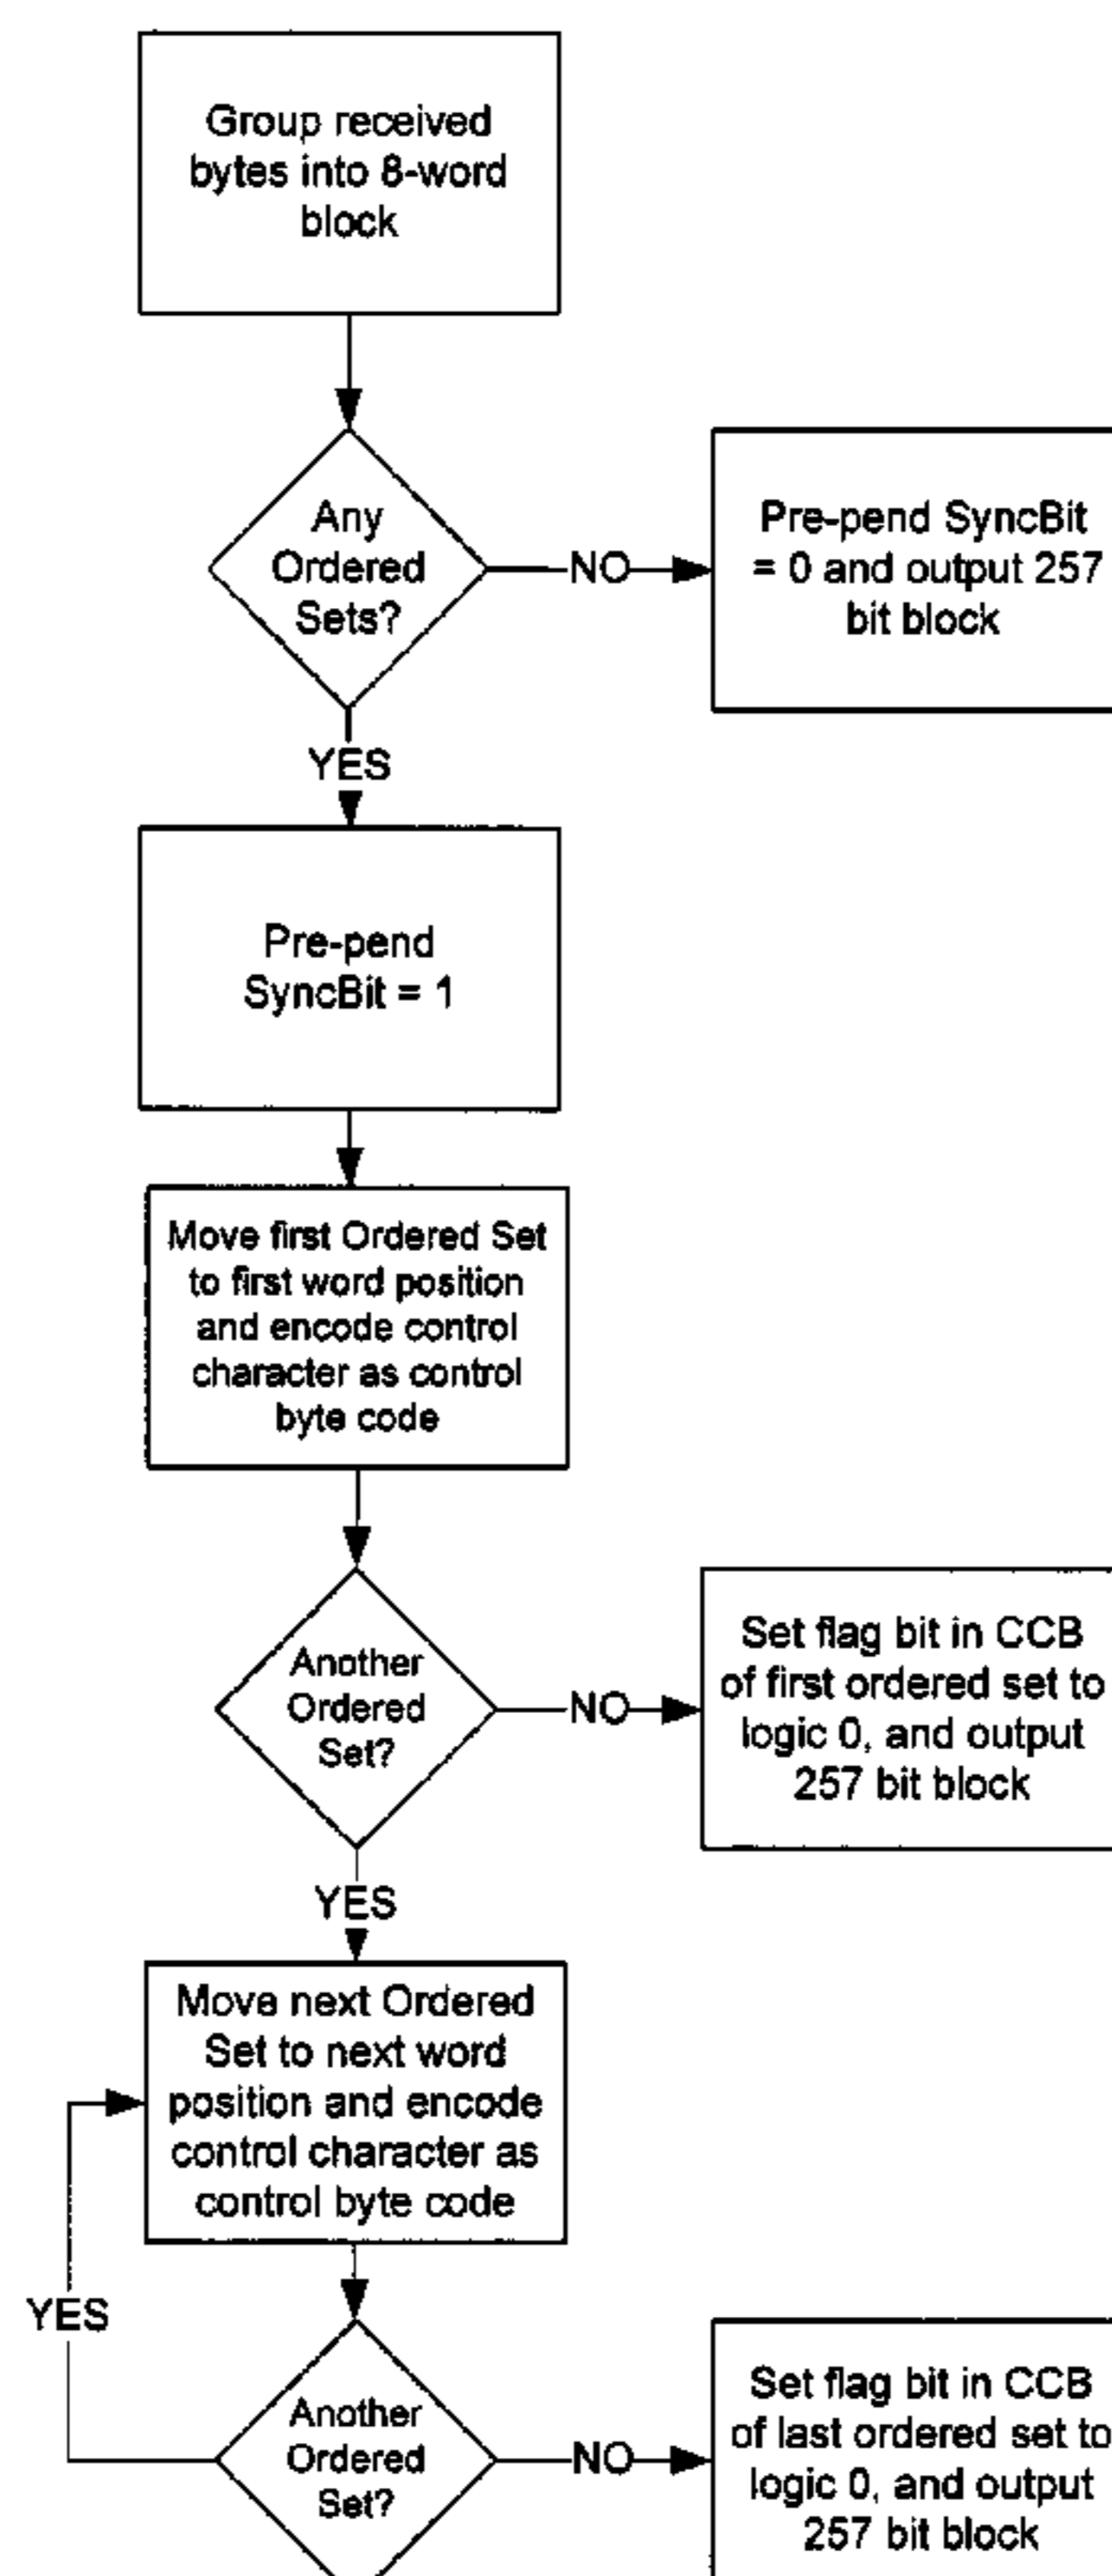 Group received
bytes into 8-word
block
Any
Ordered
Sets?
NO
Pre-pend SyncBit
= 0 and output 257
bit block
YES
Pre-pend
SyncBit = 1
Move first Ordered Set
to first word position
and encode control
character as control
byte code
Another
Ordered
Set?
NO
Set flag bit in CCB
of first ordered set to
logic 0, and output
257 bit block
YES
Move next Ordered
Set to next word
position and encode
control character as
control byte code
YES
Another
Ordered
Set?
NO
Set flag bit in CCB
of last ordered set to
logic 0, and output
257 bit block